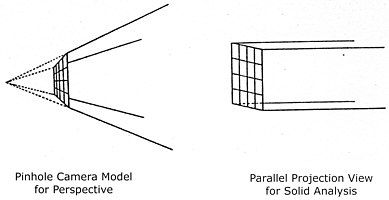 Pinhole Camera Model
for Perspective
Parallel Projection View
for Solid Analysis